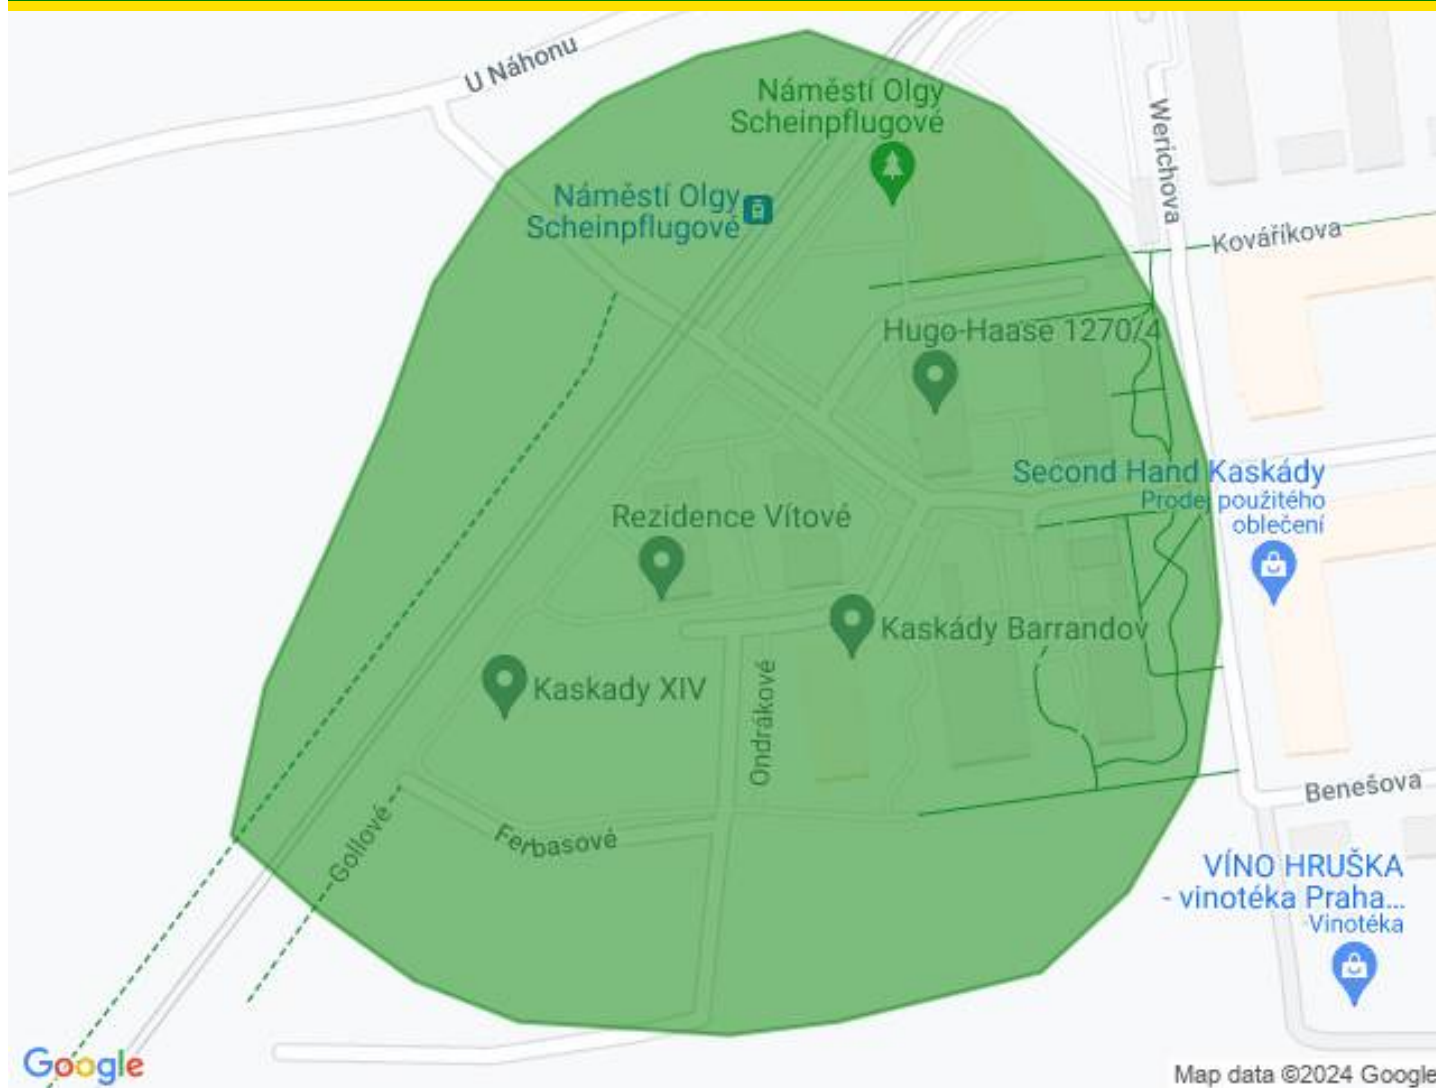 U Náhonu
Náměstí Olgy
Scheinpflugové
Werichova
Náměstí Olgy
Scheinpflugové
Kováříkova
Hugo-Haase 1270/4
Second Hand Kaskády
Prodej použitého
oblečení
Rezidence Vítové
Kaskády Barrandov
Kaskady XIV
Ondrákové
Benešova
Gollové
Ferbasové
VÍNO HRUŠKA
- vinotéka Praha...
Vinotéka
Google
Map data ©2024 Google